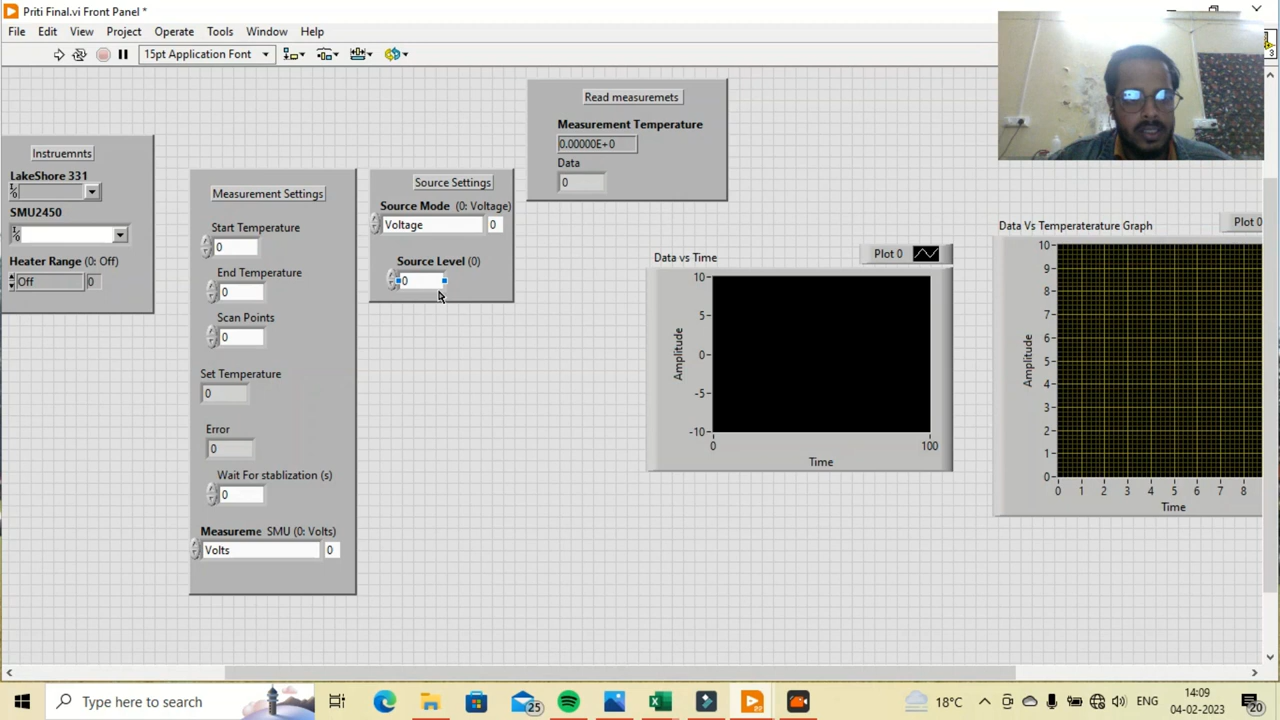 Priti Final.vi Front Panel *
File Edit View Project Operate Tools Window Help
15pt Application Font
3
Instruemnts
LakeShore 331
SMU2450
Heater Range (0: Off)
Off 0
Measurement Settings
Start Temperature
0
End Temperature
0
Scan Points
0
Set Temperature
0
Error
0
Wait For stablization (s)
0
Measureme SMU (0: Volts)
Volts 0
Source Settings
Source Mode (0: Voltage)
Voltage 0
Source Level (0)
0
Read measuremets
Measurement Temperature
0.00000E+0
Data
0
Data vs Time
Plot 0
Amplitude
10
5
0
-5
-10
0 100
Time
Data Vs Temperaterature Graph
Plot 0
Amplitude
10
9
8
7
6
5
4
3
2
1
0
0 1 2 3 4 5 6 7 8
Time
Type here to search
25
18°C
ENG
14:09
04-02-2023
20